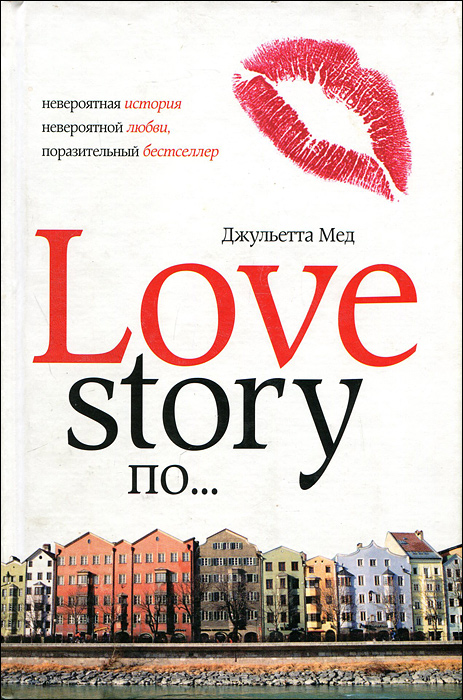 невероятная история
невероятной любви,
поразительный бестселлер
Джульетта Мед
Love
story
по...